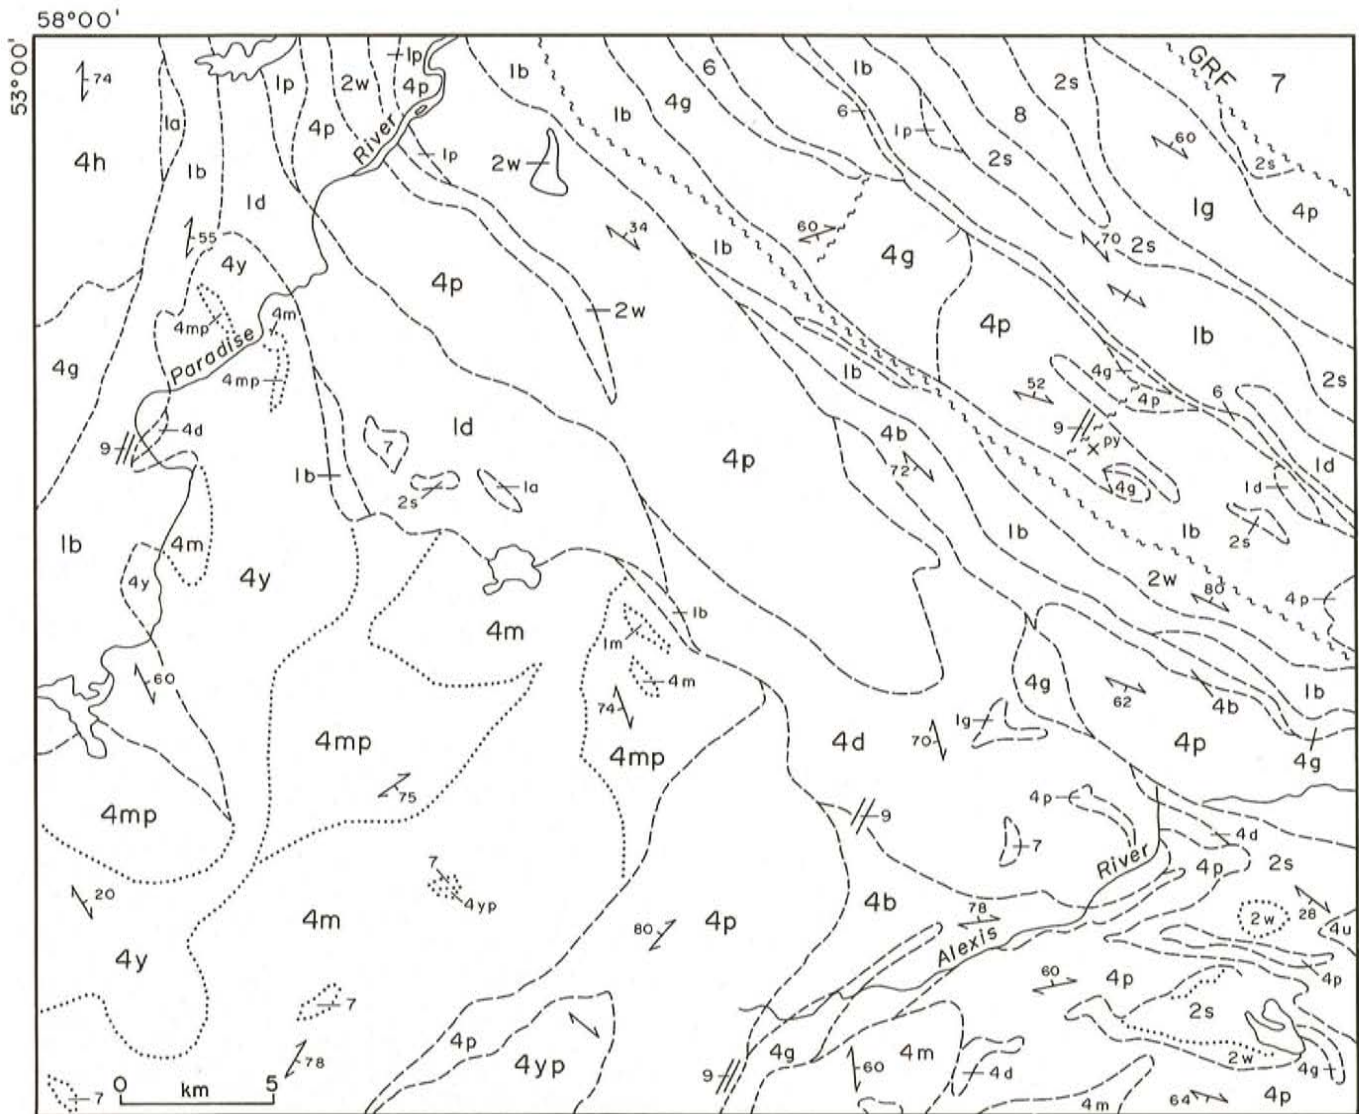 58°00'
53°00'
74
1a
4h
1b
1p
4p
2w
1p
4p
River
1p
2w
1b
1b
6
4g
1b
6
1p
8
2s
2s
GRF
7
60
2s
4p
1g
1d
55
4y
34
60
1b
4g
70
2s
4mp
4m
4p
2w
4p
1b
Paradise
4mp
4g
1b
52
4g
4p
6
2s
4d
9
1d
7
1b
2s
1a
4p
4b
72
9
py
4g
1d
1d
1b
4m
4y
4y
1b
1b
2s
2w
80
4p
4m
1m
1b
4m
60
74
4g
62
4b
1b
4mp
4mp
4d
70
1g
4p
4g
4mp
75
9
4p
7
River
4d
4p
2s
20
7
4yp
4m
80
4p
4b
78
Alexis
2w
28
4u
4y
60
4p
4p
7
2s
78
4p
4yp
4g
60
4m
4d
2w
4g
9
7
0
km
5
4m
64
4p